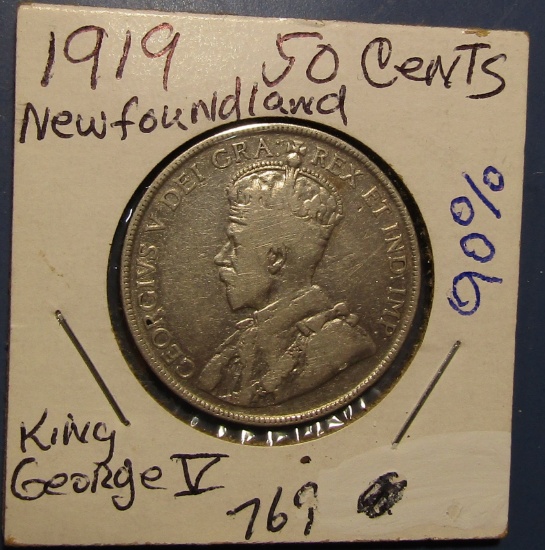 1919 50 Cents
Newfoundland
GEORGIVS V DEI GRA: REX ET IND: IMP:
90%
King
George V
769